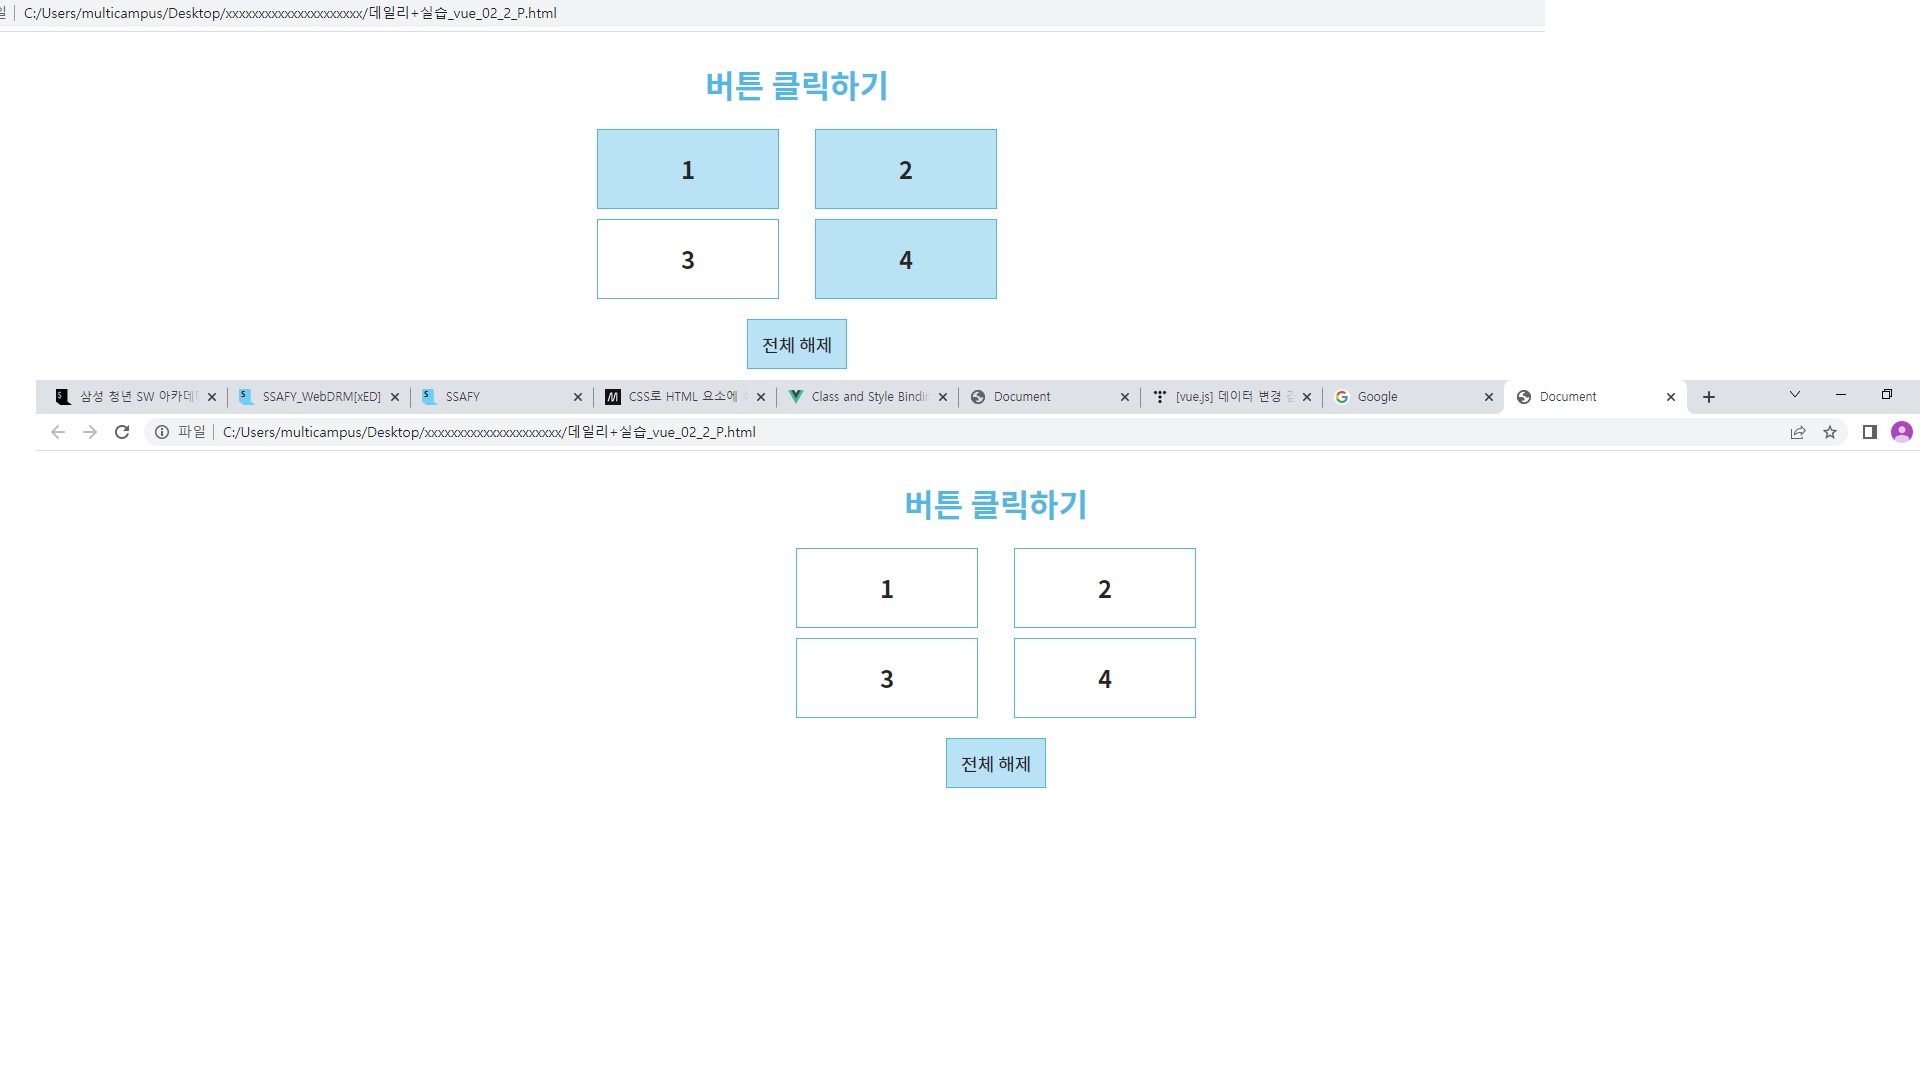 C:/Users/multicampus/Desktop/xxxxxxxxxxxxxxxxxxxxx/데일리+실습_vue_02_2_P.html
버튼 클릭하기
1 2
3 4
전체 해제
삼성 청년 SW 아카데 SSAFY_WebDRM[xED] SSAFY CSS로 HTML 요소에 Class and Style Bindin Document [vue.js] 데이터 변경 Google Document
파일 C:/Users/multicampus/Desktop/xxxxxxxxxxxxxxxxxxxxx/데일리+실습_vue_02_2_P.html
버튼 클릭하기
1 2
3 4
전체 해제